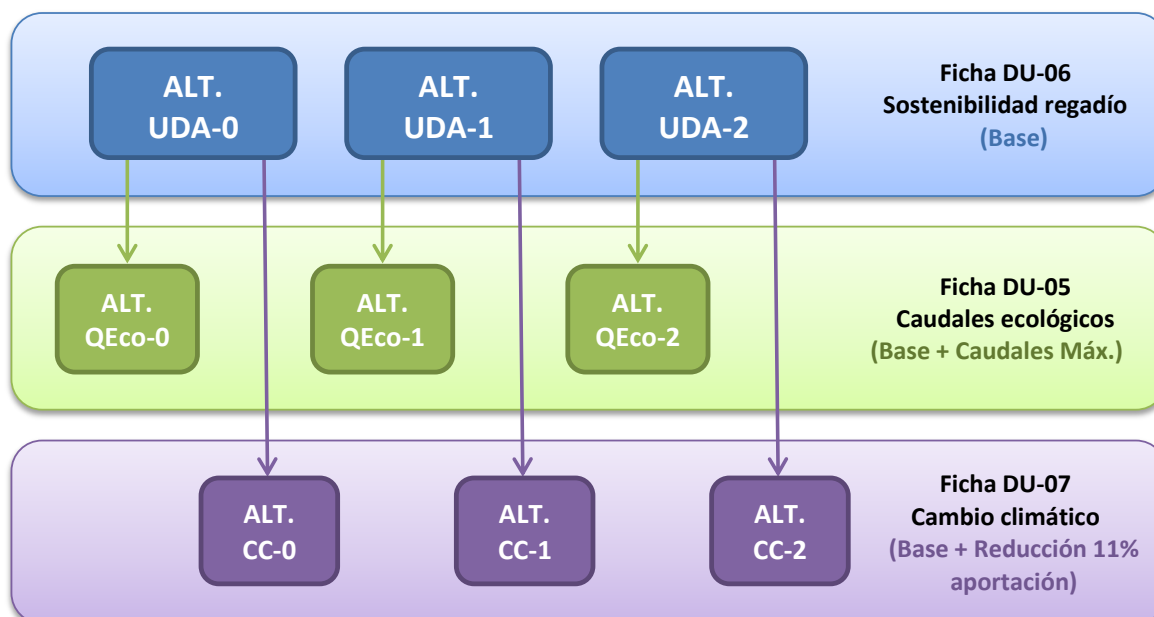 ALT.
UDA-0
ALT.
UDA-1
ALT.
UDA-2
Ficha DU-06
Sostenibilidad regadío
(Base)
ALT.
QEco-0
ALT.
QEco-1
ALT.
QEco-2
Ficha DU-05
Caudales ecológicos
(Base + Caudales Máx.)
ALT.
CC-0
ALT.
CC-1
ALT.
CC-2
Ficha DU-07
Cambio climático
(Base + Reducción 11%
aportación)